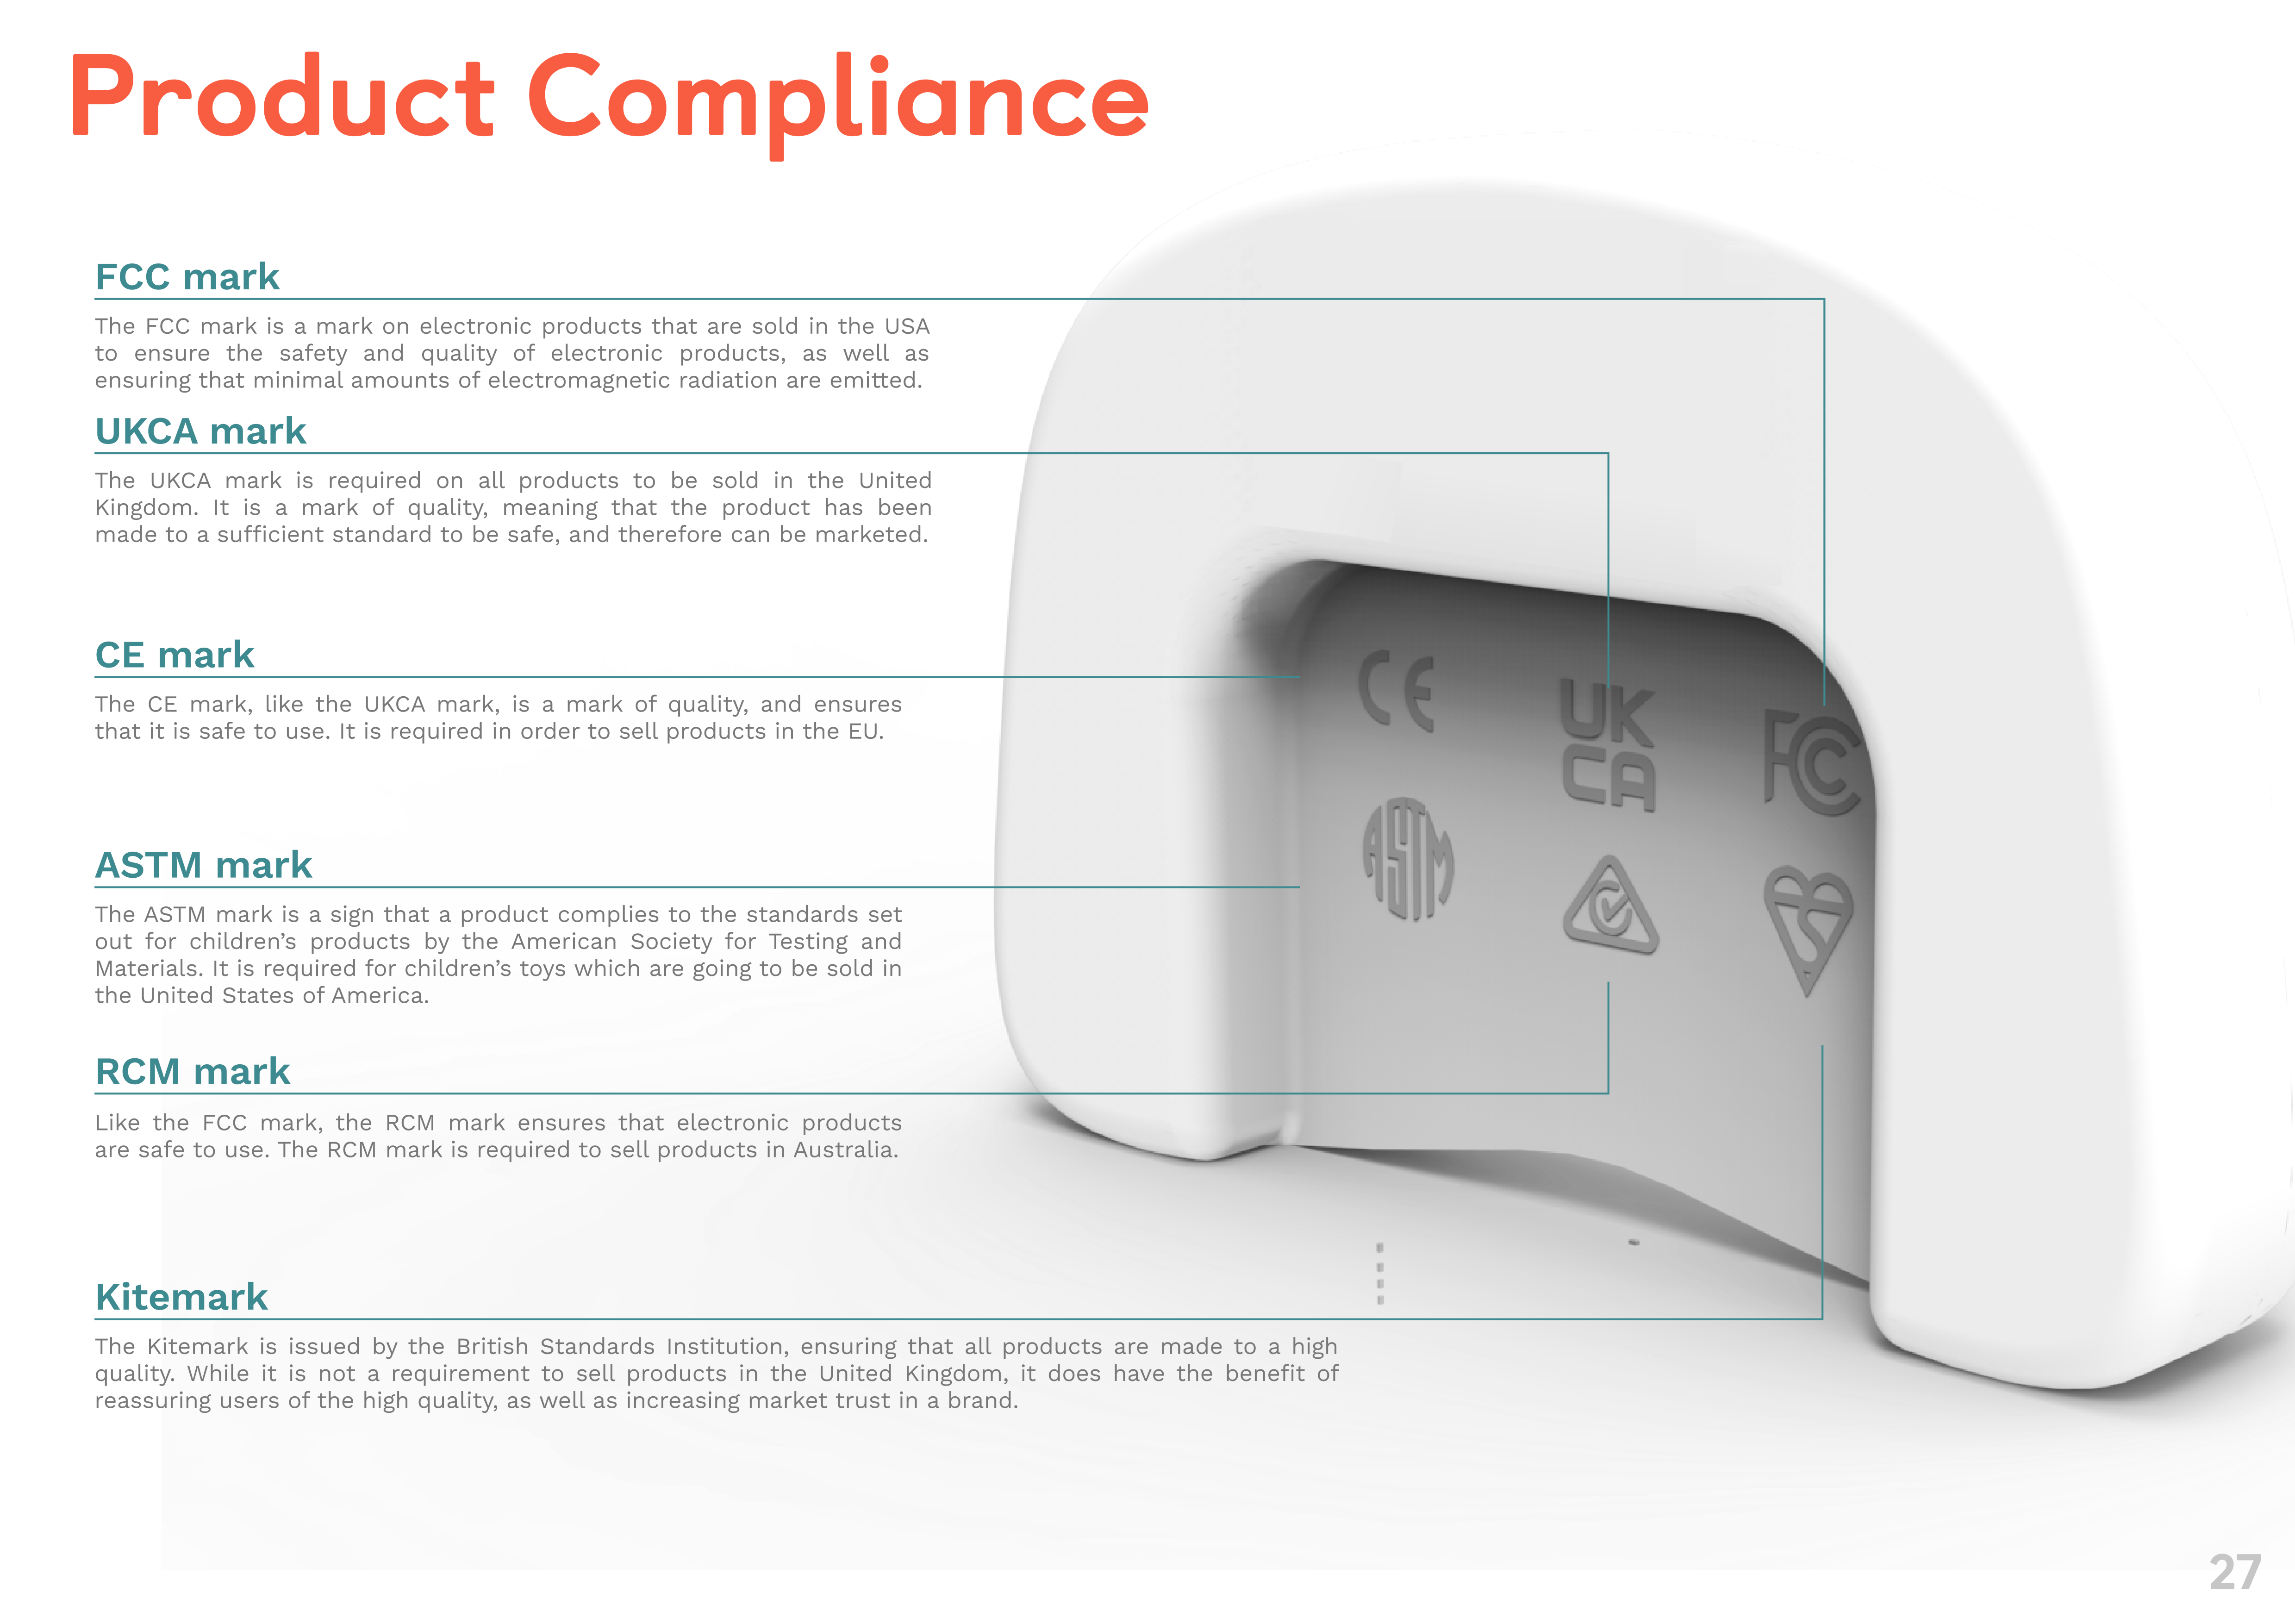 Product Compliance
FCC mark
The FCC mark is a mark on electronic products that are sold in the USA
to ensure the safety and quality of electronic products, as well as
ensuring that minimal amounts of electromagnetic radiation are emitted.
UKCA mark
The UKCA mark is required on all products to be sold in the United
Kingdom. It is a mark of quality, meaning that the product has been
made to a sufficient standard to be safe, and therefore can be marketed.
CE mark
The CE mark, like the UKCA mark, is a mark of quality, and ensures
that it is safe to use. It is required in order to sell products in the EU.
ASTM mark
The ASTM mark is a sign that a product complies to the standards set
out for children’s products by the American Society for Testing and
Materials. It is required for children’s toys which are going to be sold in
the United States of America.
RCM mark
Like the FCC mark, the RCM mark ensures that electronic products
are safe to use. The RCM mark is required to sell products in Australia.
Kitemark
The Kitemark is issued by the British Standards Institution, ensuring that all products are made to a high
quality. While it is not a requirement to sell products in the United Kingdom, it does have the benefit of
reassuring users of the high quality, as well as increasing market trust in a brand.
CE
UK
CA
FC
ASTM
27